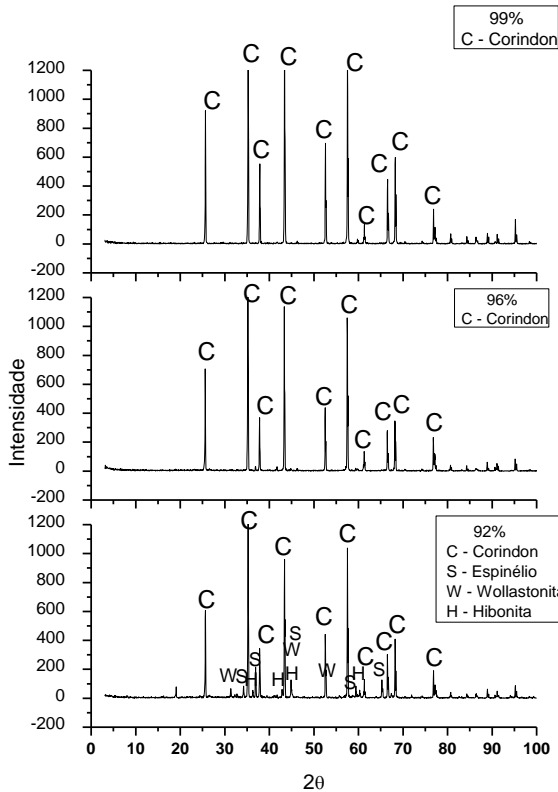 99%
C - Corindon
1200
1000
800
600
400
200
0
-200
C C C C C C C C C C
96%
C - Corindon
1200
1000
800
600
400
200
0
-200
C C C C C C C C C C
Intensidade
92%
C - Corindon
S - Espinélio
W - Wollastonita
H - Hibonita
1200
1000
800
600
400
200
0
-200
C C C C C C C C C C
W S H S H S W H W S H S
0 10 20 30 40 50 60 70 80 90 100
2θ